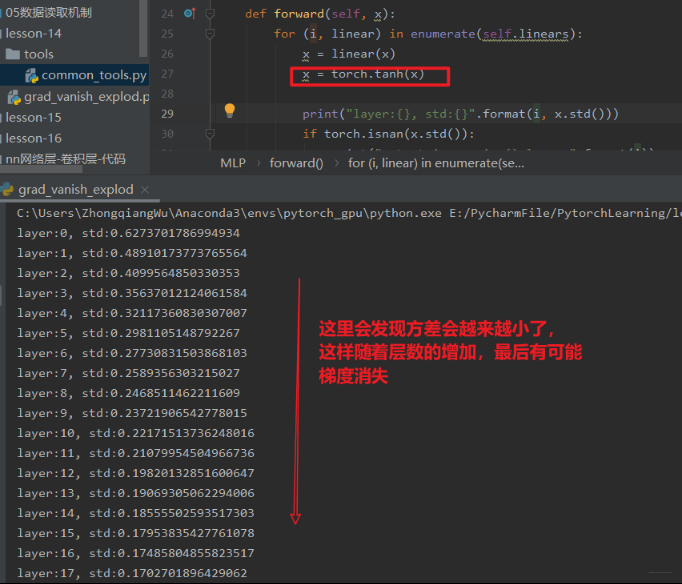 05数据读取机制
lesson-14
tools
common_tools.py
grad_vanish_explod.p
lesson-15
lesson-16
nn网络层-卷积层-代码
24 def forward(self, x):
25 for (i, linear) in enumerate(self.linears):
26 x = linear(x)
27 x = torch.tanh(x)
28
29 print("layer:{}, std:{}".format(i, x.std()))
30 if torch.isnan(x.std()):
MLP > forward() > for (i, linear) in enumerate(se...
grad_vanish_explod ×
C:\Users\ZhongqiangWu\Anaconda3\envs\pytorch_gpu\python.exe E:/PycharmFile/PytorchLearning/le
layer:0, std:0.6273701786994934
layer:1, std:0.48910173773765564
layer:2, std:0.4099564850330353
layer:3, std:0.35637012124061584
layer:4, std:0.32117360830307007
layer:5, std:0.2981105148792267
layer:6, std:0.27730831503868103
layer:7, std:0.2589356303215027
layer:8, std:0.2468511462211609
layer:9, std:0.23721906542778015
layer:10, std:0.22171513736248016
layer:11, std:0.21079954504966736
layer:12, std:0.19820132851600647
layer:13, std:0.19069305062294006
layer:14, std:0.18555502593517303
layer:15, std:0.17953835427761078
layer:16, std:0.17485804855823517
layer:17, std:0.1702701896429062
这里会发现方差会越来越小了，
这样随着层数的增加，最后有可能
梯度消失